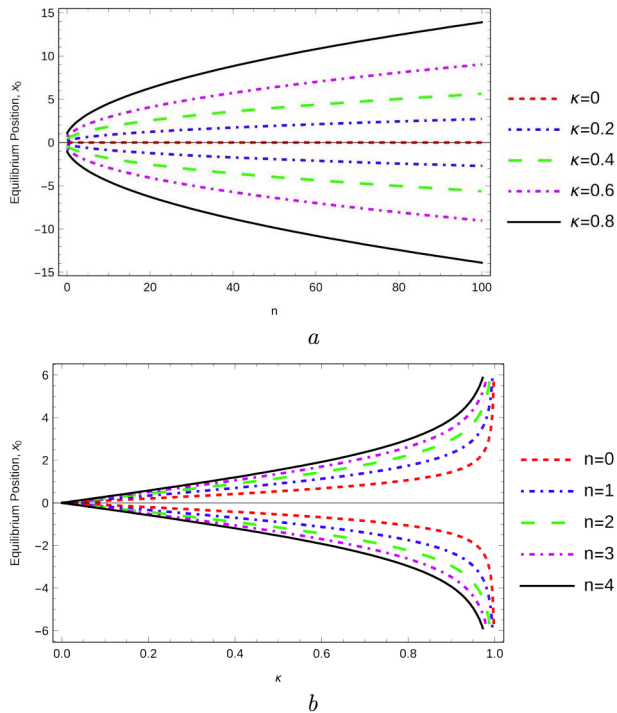 Equilibrium Position, x₀
15
10
5
0
−5
−10
−15
0
20
40
60
80
100
n
κ=0
κ=0.2
κ=0.4
κ=0.6
κ=0.8
a
Equilibrium Position, x₀
6
4
2
0
−2
−4
−6
0.0
0.2
0.4
0.6
0.8
1.0
κ
n=0
n=1
n=2
n=3
n=4
b